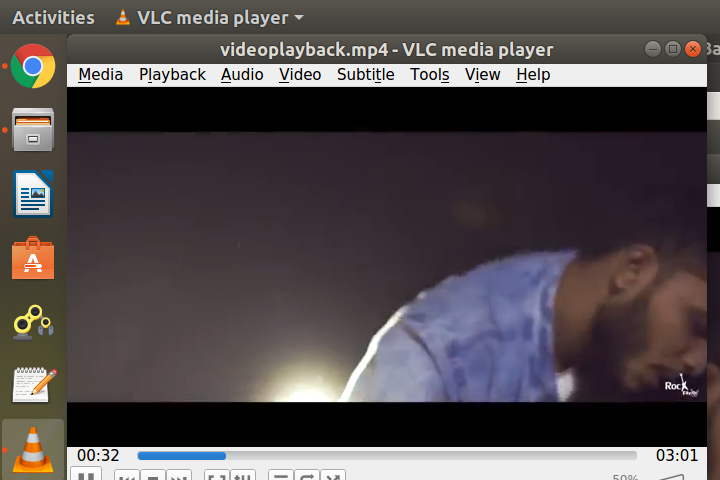 Activities VLC media player
videoplayback.mp4 - VLC media player
Media Playback Audio Video Subtitle Tools View Help
Rock
00:32 03:01
50%